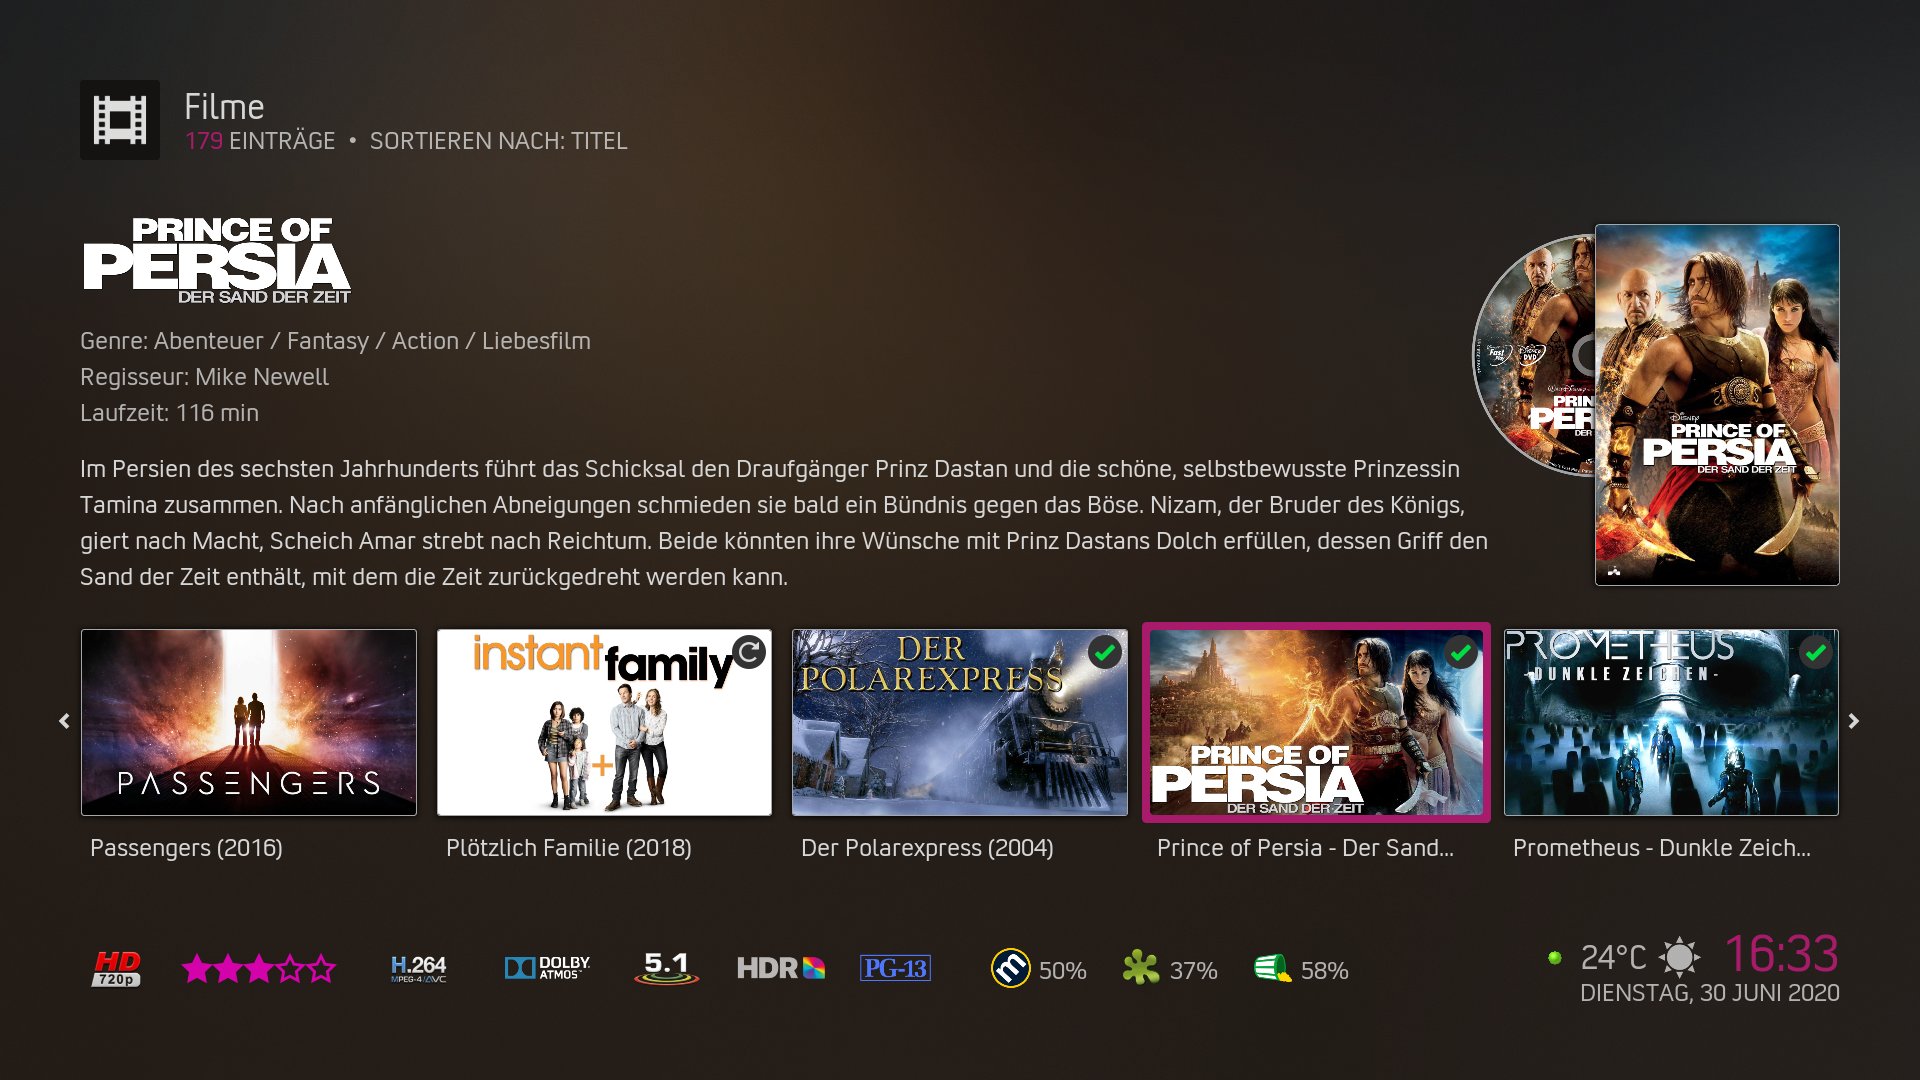 Filme
179 EINTRÄGE • SORTIEREN NACH: TITEL
PRINCE OF
PERSIA
DER SAND DER ZEIT
Genre: Abenteuer / Fantasy / Action / Liebesfilm
Regisseur: Mike Newell
Laufzeit: 116 min
Im Persien des sechsten Jahrhunderts führt das Schicksal den Draufgänger Prinz Dastan und die schöne, selbstbewusste Prinzessin
Tamina zusammen. Nach anfänglichen Abneigungen schmieden sie bald ein Bündnis gegen das Böse. Nizam, der Bruder des Königs,
giert nach Macht, Scheich Amar strebt nach Reichtum. Beide könnten ihre Wünsche mit Prinz Dastans Dolch erfüllen, dessen Griff den
Sand der Zeit enthält, mit dem die Zeit zurückgedreht werden kann.
Fast
DVD
PRIN
PER
DER
DISNEY
PRINCE OF
PERSIA
DER SAND DER ZEIT
PASSENGERS
instant
family
+
DER
POLAREXPRESS
PRINCE OF
PERSIA
DER SAND DER ZEIT
PROMETHEUS
-DUNKLE ZEICHEN-
Passengers (2016)
Plötzlich Familie (2018)
Der Polarexpress (2004)
Prince of Persia - Der Sand...
Prometheus - Dunkle Zeich...
HD
720p
H.264
MPEG-4/AVC
DOLBY
ATMOS
5.1
HDR
PG-13
m 50%
37%
58%
24°C
16:33
DIENSTAG, 30 JUNI 2020